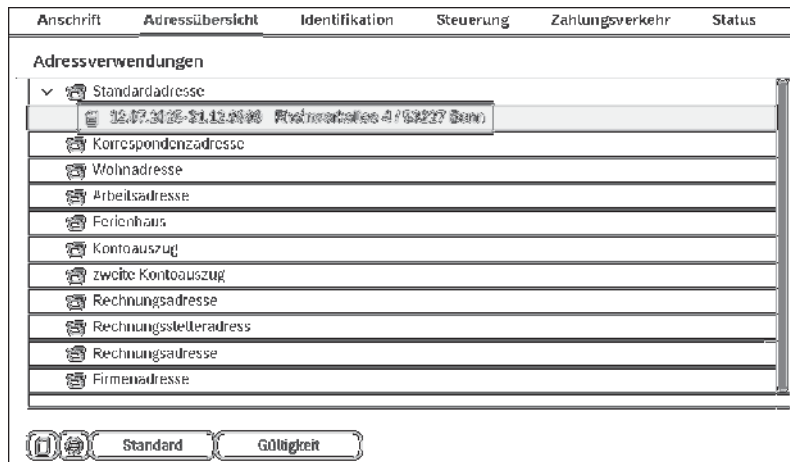 Anschrift Adressübersicht Identifikation Steuerung Zahlungsverkehr Status
Adressverwendungen
Standardadresse
Bonn
Korrespondenzadresse
Wohnadresse
Arbeitsadresse
Ferienhaus
Kontoauszug
zweite Kontoauszug
Rechnungsadresse
Rechnungsstelleradress
Rechnungsadresse
Firmenadresse
Standard Gültigkeit